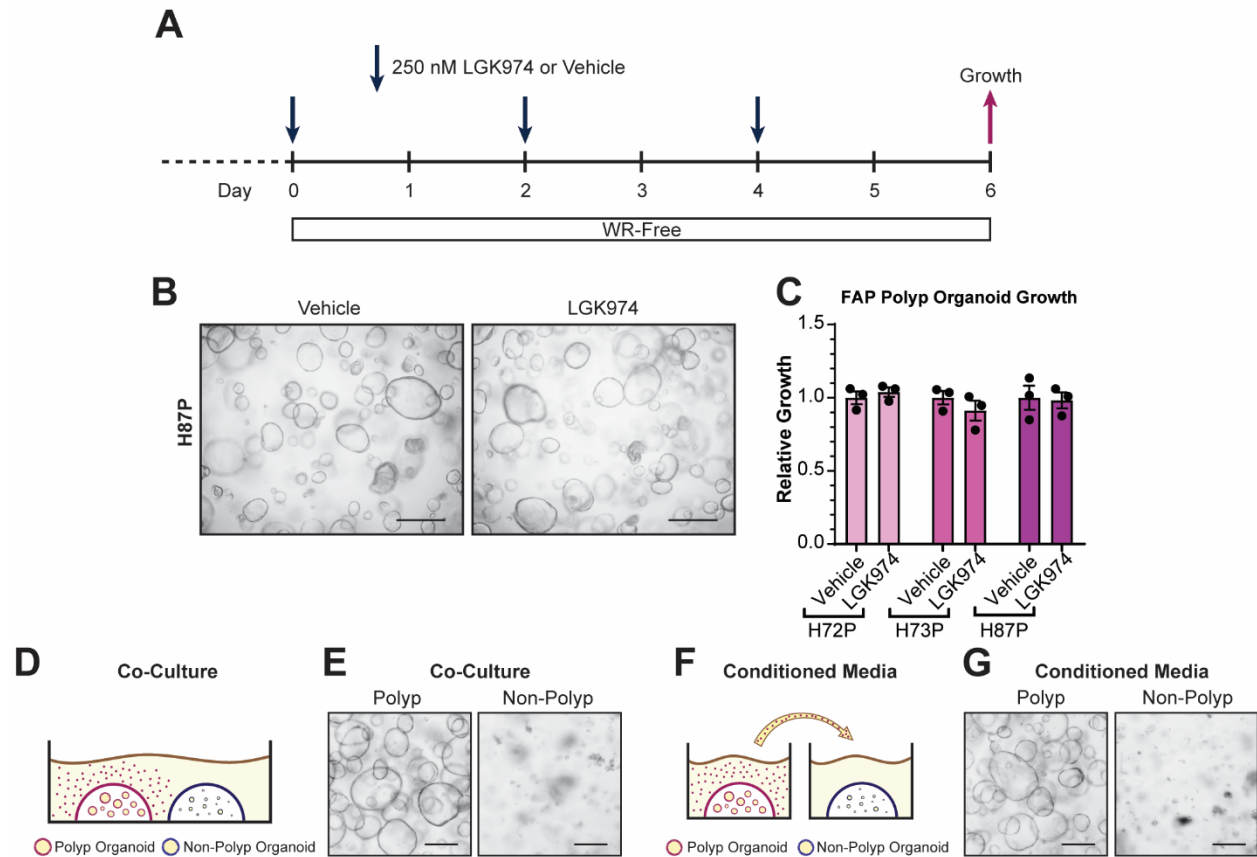 A
250 nM LGK974 or Vehicle
Growth
Day 0 1 2 3 4 5 6
WR-Free
B
Vehicle LGK974
H87P
C
FAP Polyp Organoid Growth
Relative Growth
1.5
1.0
0.5
0.0
Vehicle LGK974 Vehicle LGK974 Vehicle LGK974
H72P H73P H87P
D
Co-Culture
Polyp Organoid Non-Polyp Organoid
E
Co-Culture
Polyp Non-Polyp
F
Conditioned Media
Polyp Organoid Non-Polyp Organoid
G
Conditioned Media
Polyp Non-Polyp